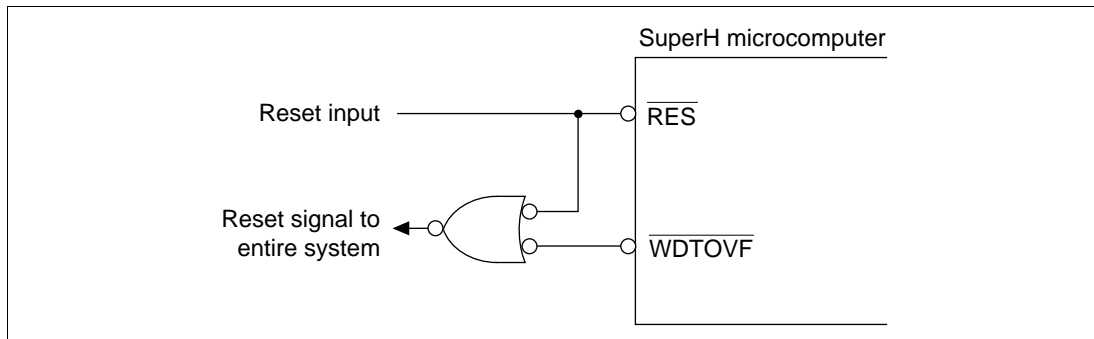 SuperH microcomputer
Reset input
RES
Reset signal to
entire system
WDTOVF